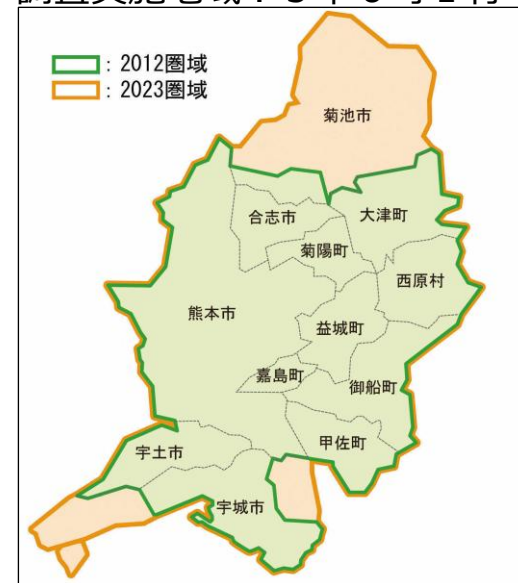 : 2012圏域
: 2023圏域
菊池市
合志市
大津町
菊陽町
西原村
熊本市
益城町
嘉島町
御船町
甲佐町
宇土市
宇城市